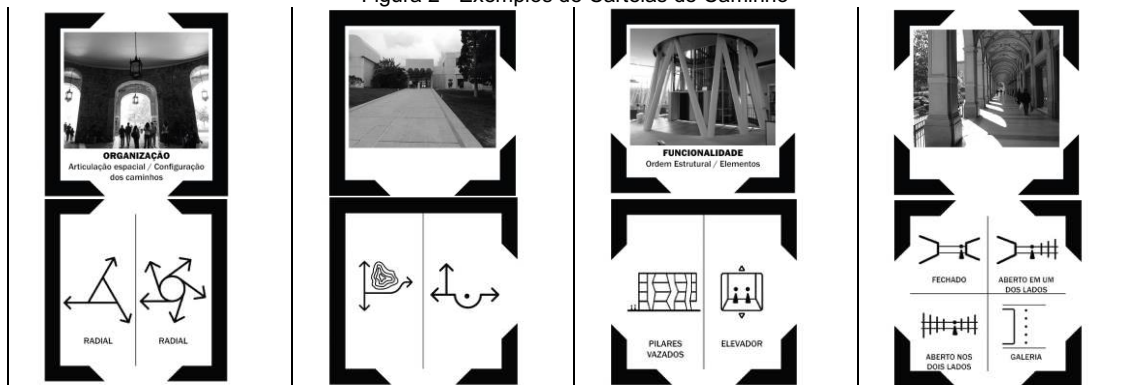 Figura 2 - Exemplos de Cartelas do Caminho
ORGANIZAÇÃO
Articulação espacial / Configuração
dos caminhos
FUNCIONALIDADE
Ordem Estrutural / Elementos
RADIAL
RADIAL
PILARES
VAZADOS
ELEVADOR
FECHADO
ABERTO EM UM
DOS LADOS
ABERTO NOS
DOIS LADOS
GALERIA